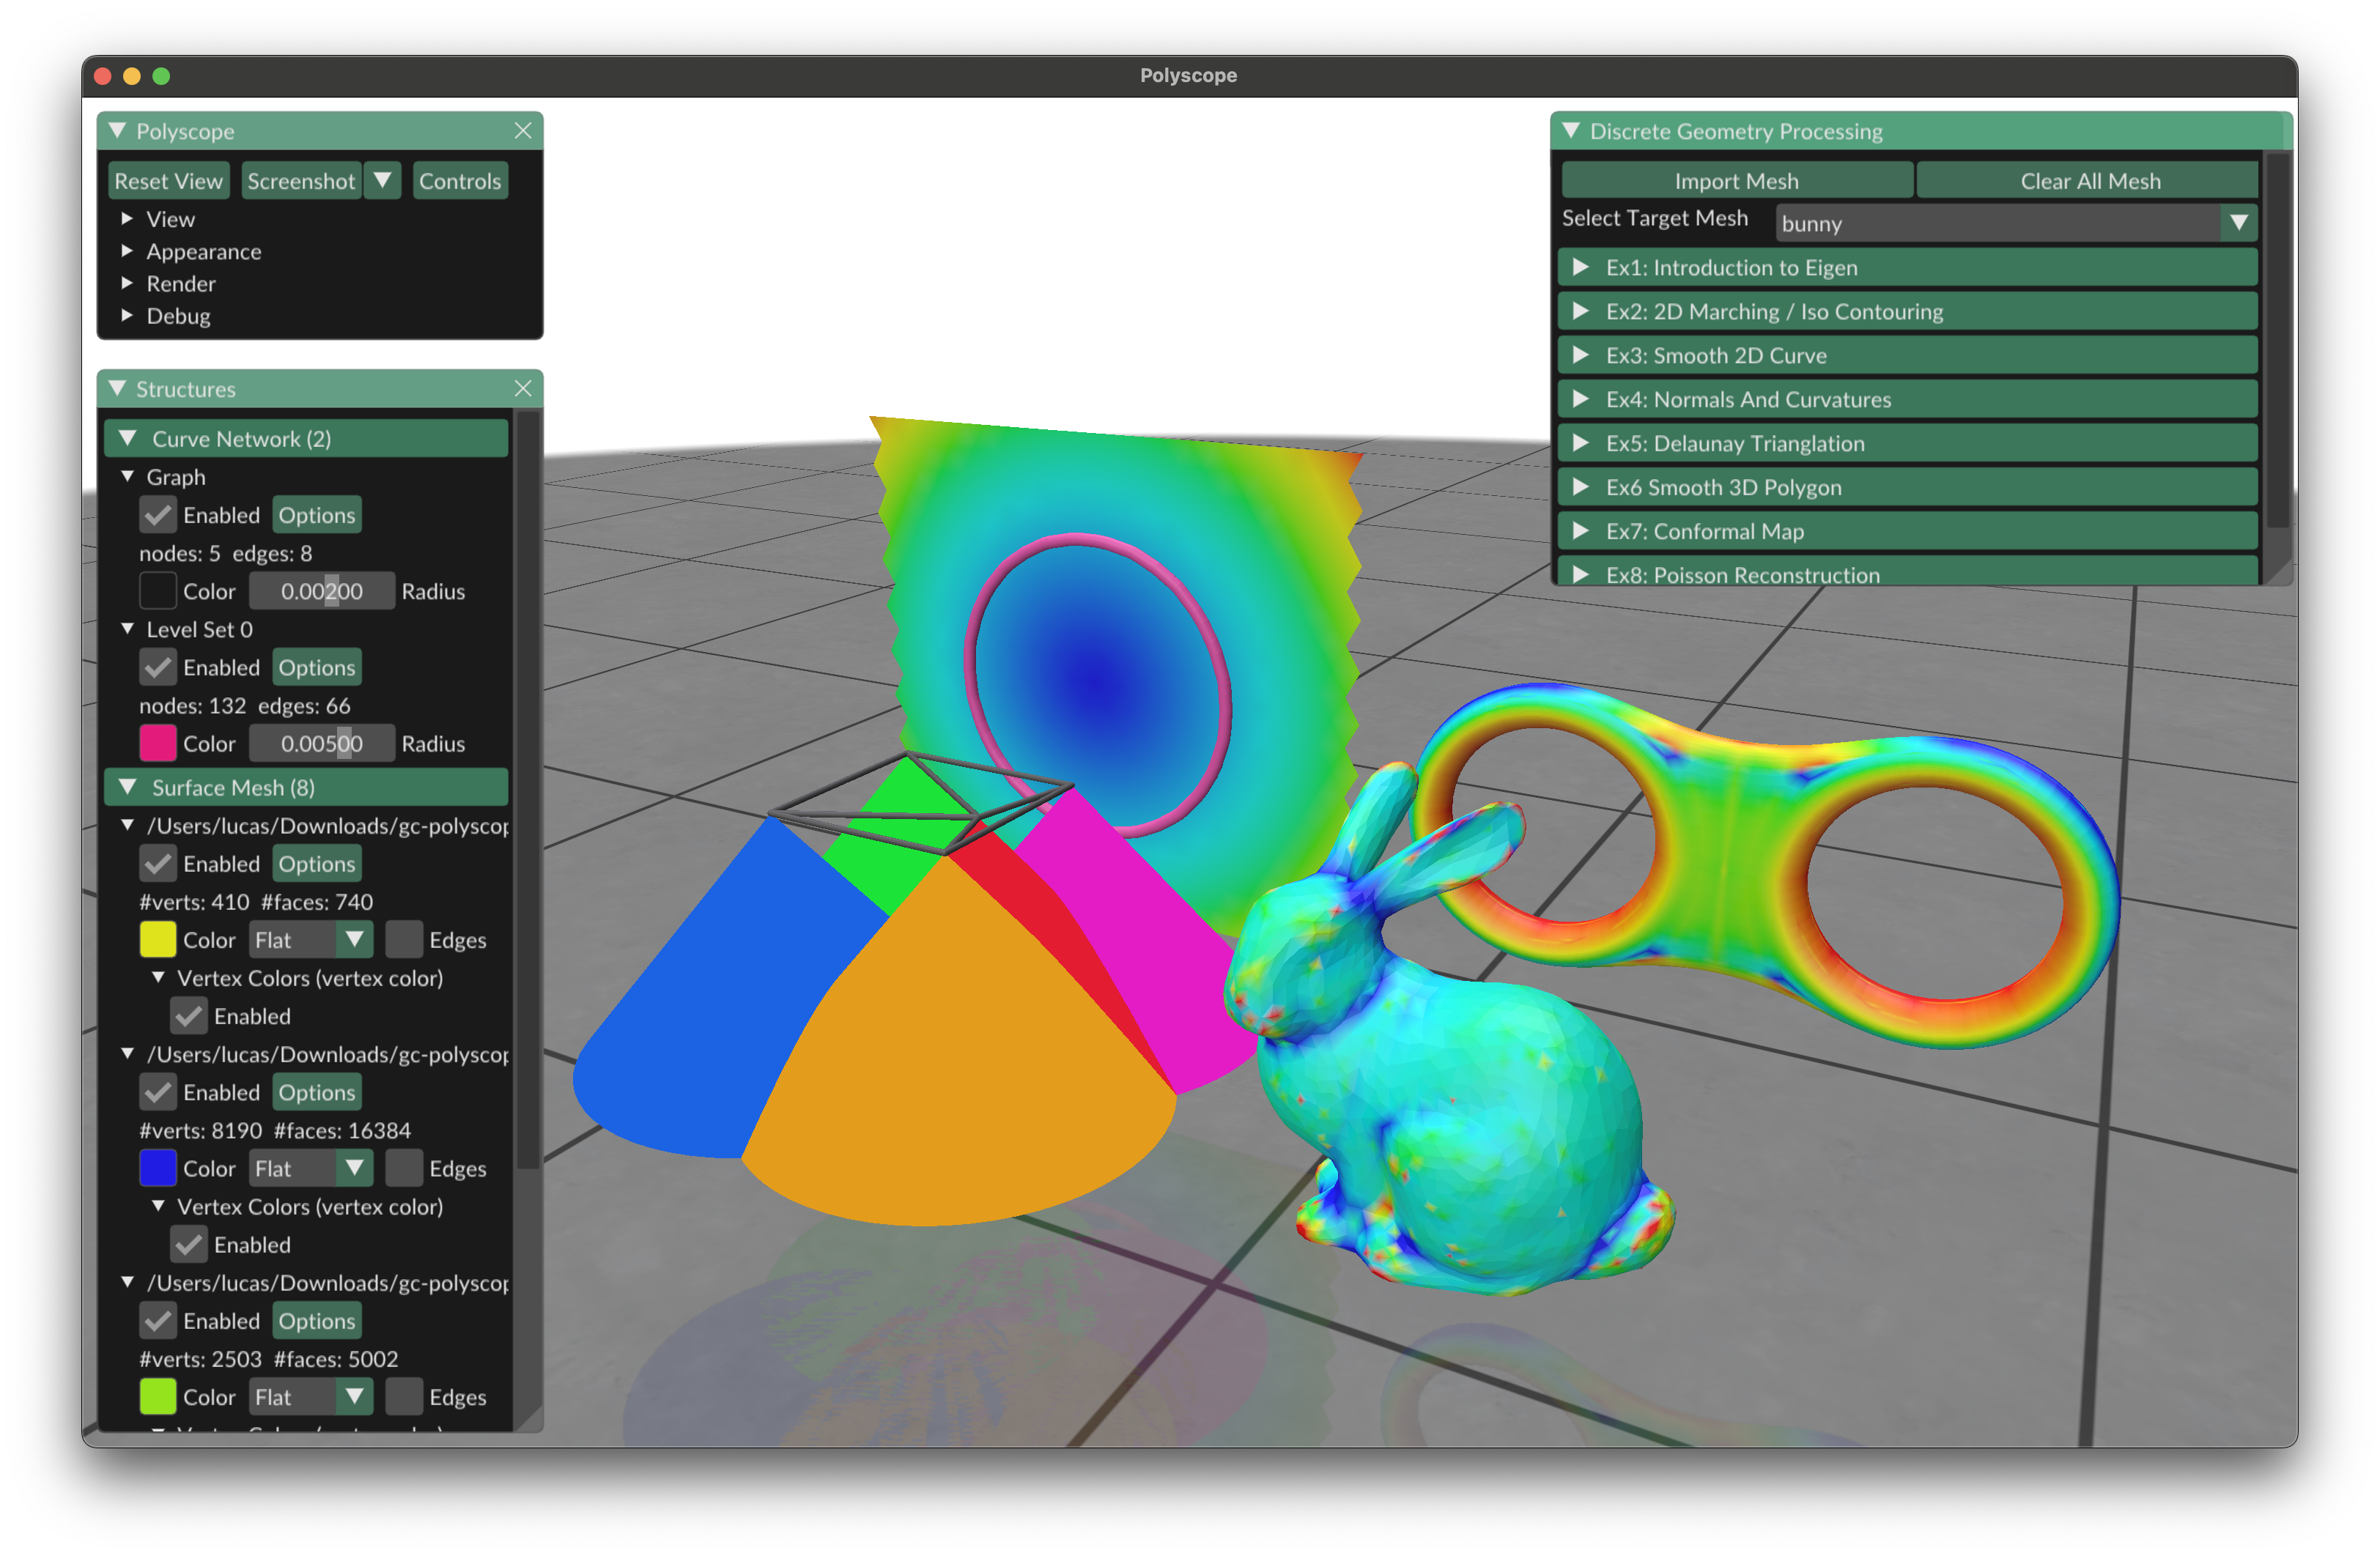 Polyscope
Polyscope
Reset View Screenshot Controls
View
Appearance
Render
Debug
Structures
Curve Network (2)
Graph
Enabled Options
nodes: 5 edges: 8
Color 0.00200 Radius
Level Set 0
Enabled Options
nodes: 132 edges: 66
Color 0.00500 Radius
Surface Mesh (8)
/Users/lucas/Downloads/gc-polyscop
Enabled Options
#verts: 410 #faces: 740
Color Flat Edges
Vertex Colors (vertex color)
Enabled
/Users/lucas/Downloads/gc-polyscop
Enabled Options
#verts: 8190 #faces: 16384
Color Flat Edges
Vertex Colors (vertex color)
Enabled
/Users/lucas/Downloads/gc-polyscop
Enabled Options
#verts: 2503 #faces: 5002
Color Flat Edges
Discrete Geometry Processing
Import Mesh Clear All Mesh
Select Target Mesh bunny
Ex1: Introduction to Eigen
Ex2: 2D Marching / Iso Contouring
Ex3: Smooth 2D Curve
Ex4: Normals And Curvatures
Ex5: Delaunay Trianglation
Ex6 Smooth 3D Polygon
Ex7: Conformal Map
Ex8: Poisson Reconstruction